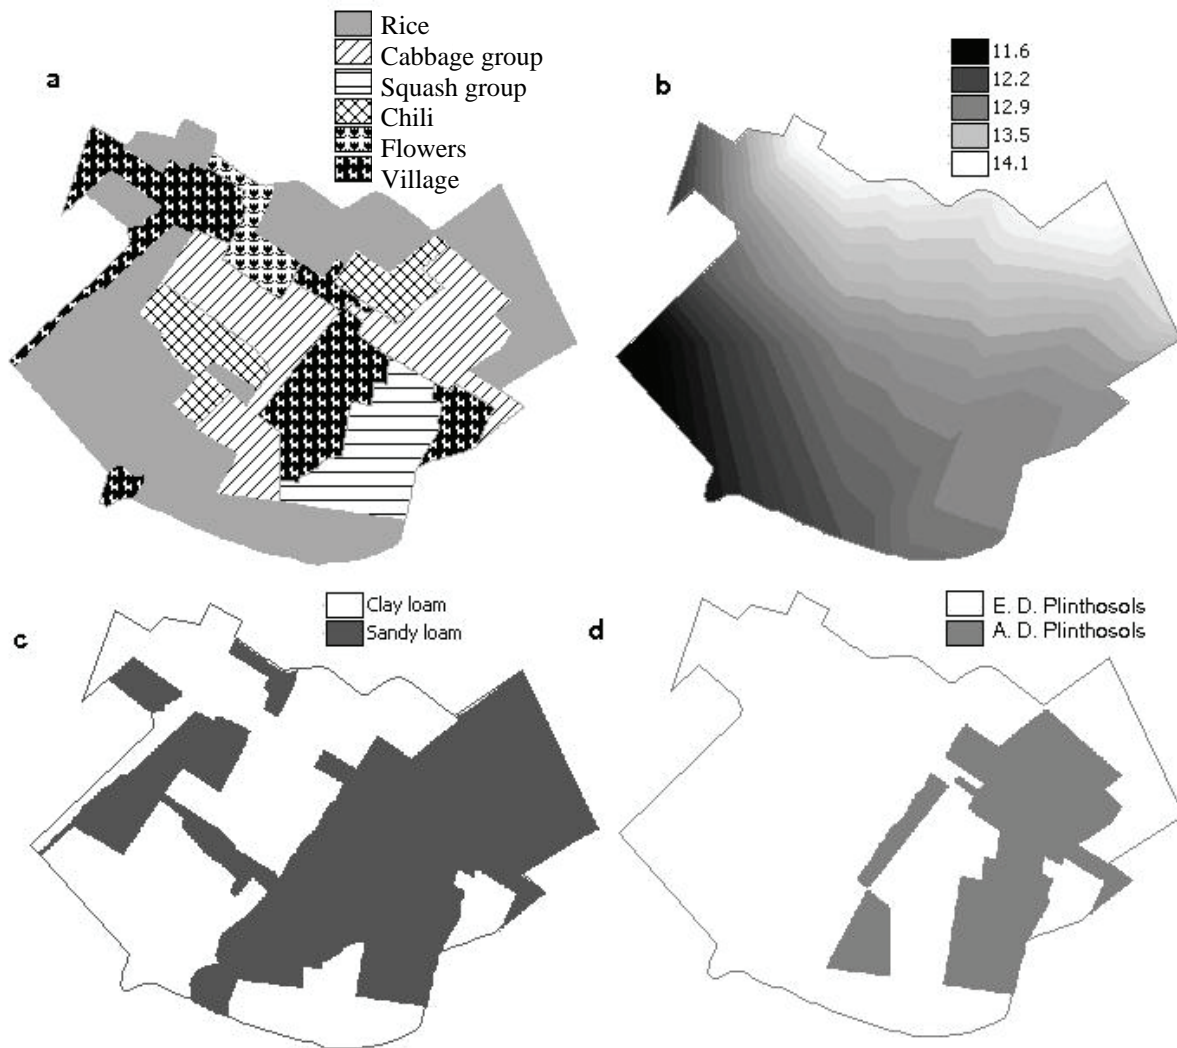 a
Rice
Cabbage group
Squash group
Chili
Flowers
Village
b
11.6
12.2
12.9
13.5
14.1
c
Clay loam
Sandy loam
d
E. D. Plinthosols
A. D. Plinthosols